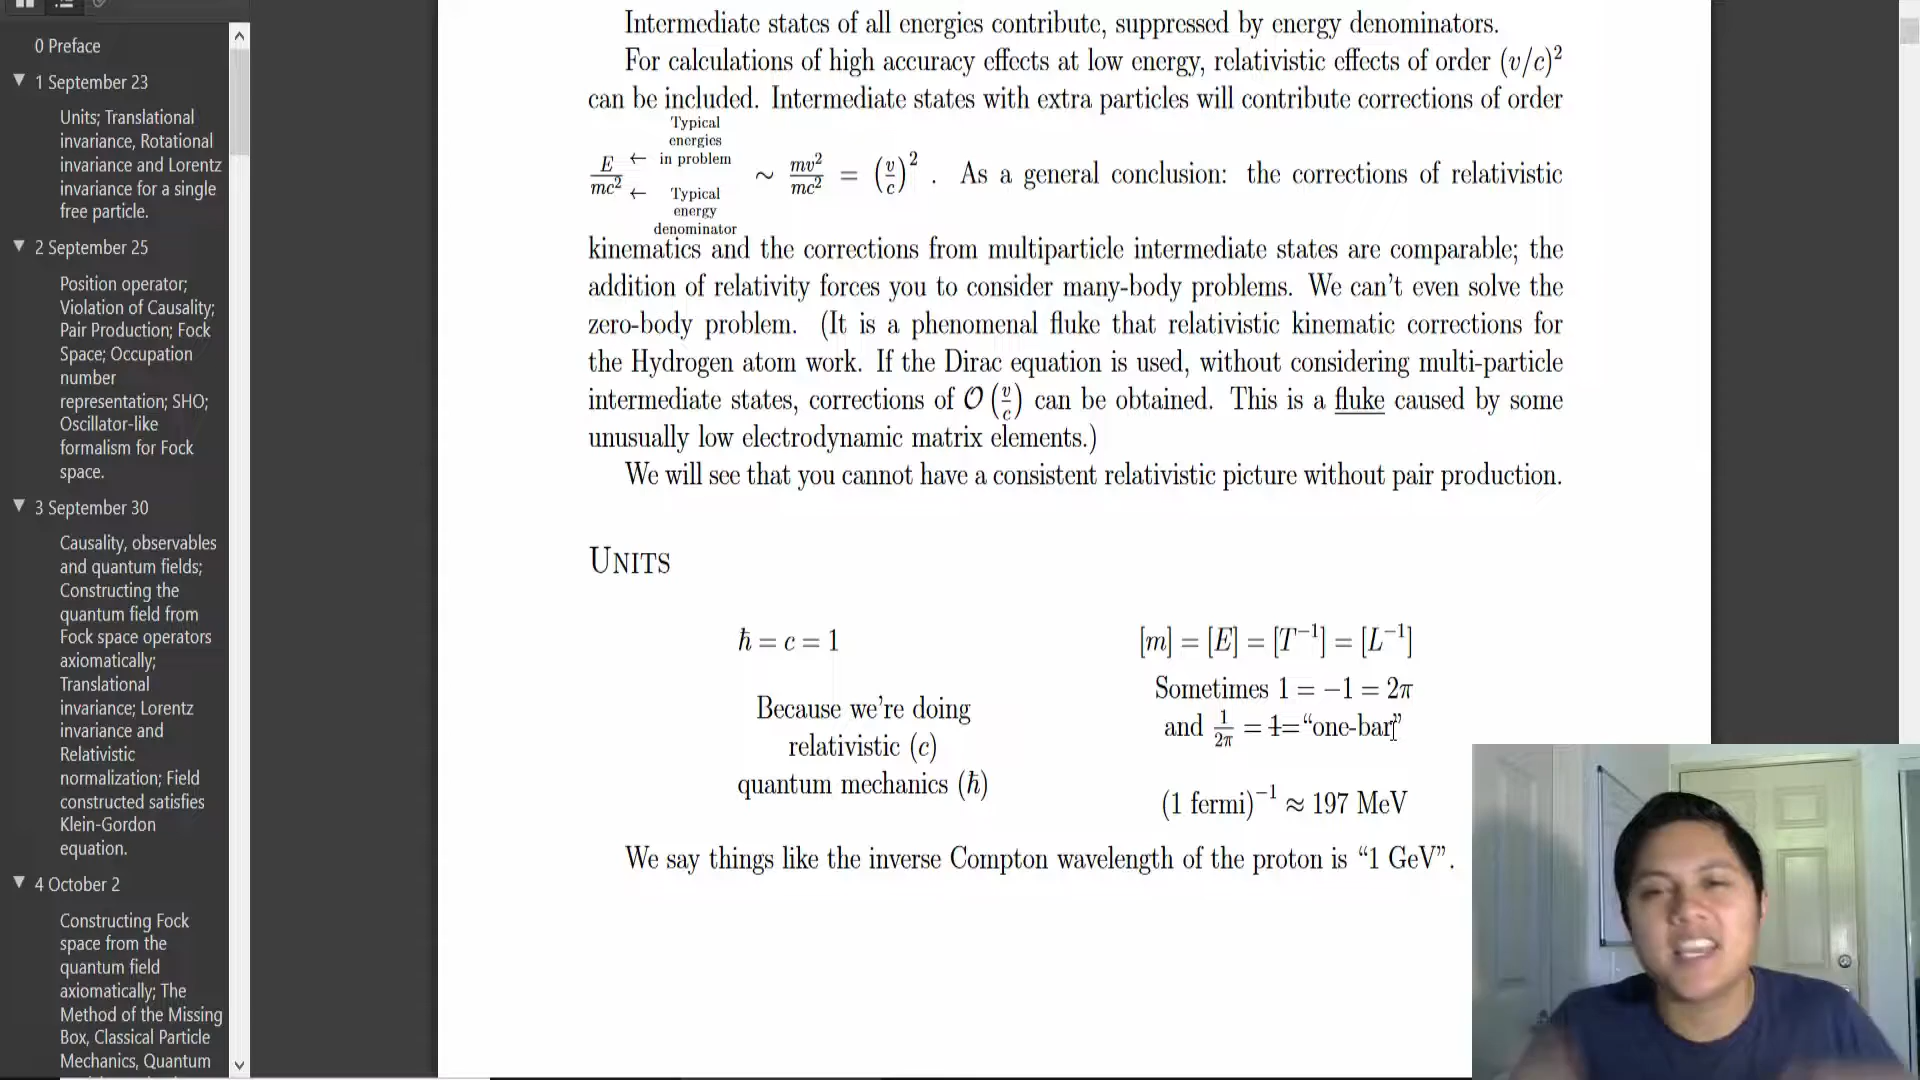 0 Preface
1 September 23
Units; Translational
invariance, Rotational
invariance and Lorentz
invariance for a single
free particle.
2 September 25
Position operator;
Violation of Causality;
Pair Production; Fock
Space; Occupation
number
representation; SHO;
Oscillator-like
formalism for Fock
space.
3 September 30
Causality, observables
and quantum fields;
Constructing the
quantum field from
Fock space operators
axiomatically;
Translational
invariance; Lorentz
invariance and
Relativistic
normalization; Field
constructed satisfies
Klein-Gordon
equation.
4 October 2
Constructing Fock
space from the
quantum field
axiomatically; The
Method of the Missing
Box, Classical Particle
Mechanics, Quantum
Intermediate states of all energies contribute, suppressed by energy denominators.
For calculations of high accuracy effects at low energy, relativistic effects of order (v/c)²
can be included. Intermediate states with extra particles will contribute corrections of order
E/mc² ← Typical energies in problem ← Typical energy denominator ∼ mv²/mc² = (v/c)² . As a general conclusion: the corrections of relativistic
kinematics and the corrections from multiparticle intermediate states are comparable; the
addition of relativity forces you to consider many-body problems. We can't even solve the
zero-body problem. (It is a phenomenal fluke that relativistic kinematic corrections for
the Hydrogen atom work. If the Dirac equation is used, without considering multi-particle
intermediate states, corrections of O (v/c) can be obtained. This is a fluke caused by some
unusually low electrodynamic matrix elements.)
We will see that you cannot have a consistent relativistic picture without pair production.
UNITS
ℏ = c = 1
Because we're doing
relativistic (c)
quantum mechanics (ℏ)
[m] = [E] = [T⁻¹] = [L⁻¹]
Sometimes 1 = −1 = 2π
and 1/2π = 1̶ = “one-bar”
(1 fermi)⁻¹ ≈ 197 MeV
We say things like the inverse Compton wavelength of the proton is “1 GeV”.